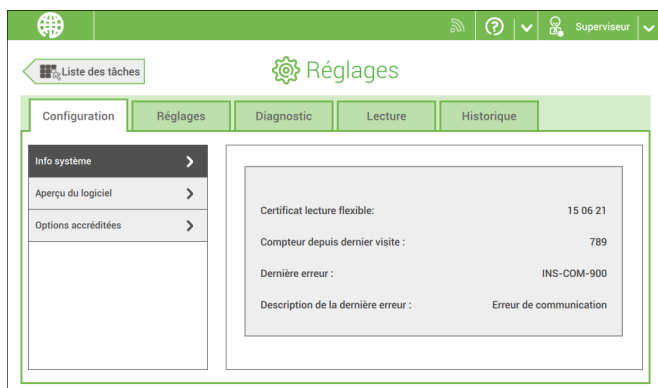 Superviseur
Liste des tâches
Réglages
Configuration Réglages Diagnostic Lecture Historique
Info système
Aperçu du logiciel
Options accréditées
Certificat lecture flexible: 15 06 21
Compteur depuis dernier visite : 789
Dernière erreur : INS-COM-900
Description de la dernière erreur : Erreur de communication